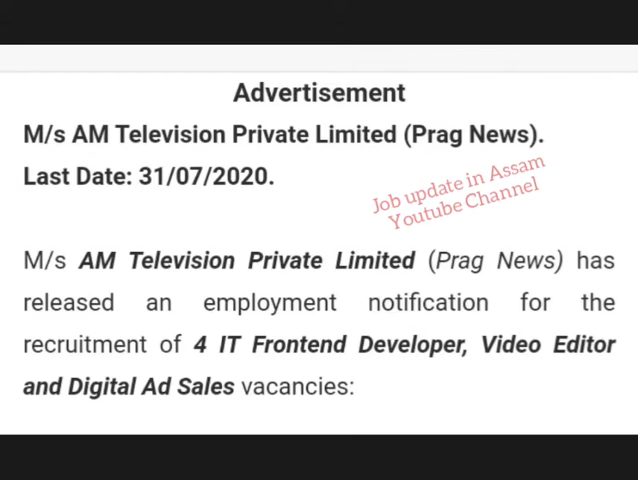 Advertisement
M/s AM Television Private Limited (Prag News).
Last Date: 31/07/2020.
Job update in Assam
Youtube Channel
M/s AM Television Private Limited (Prag News) has
released an employment notification for the
recruitment of 4 IT Frontend Developer, Video Editor
and Digital Ad Sales vacancies: